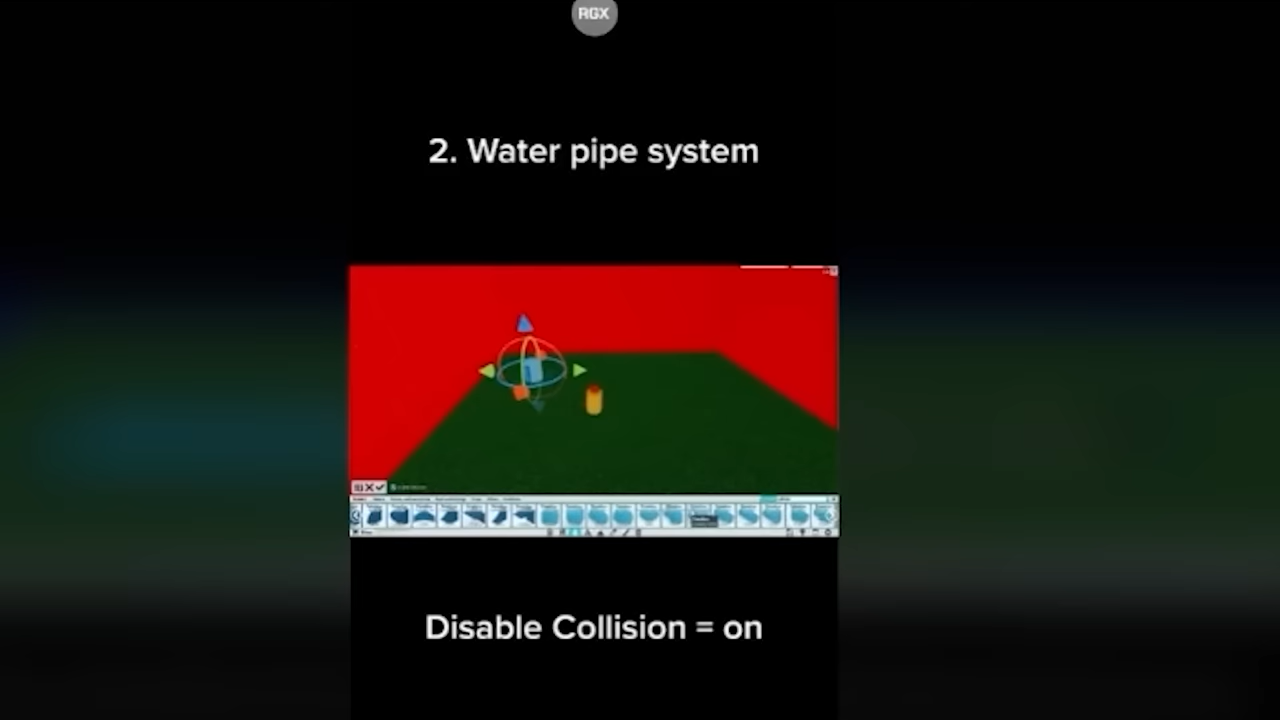 RGX
2. Water pipe system
Disable Collision = on